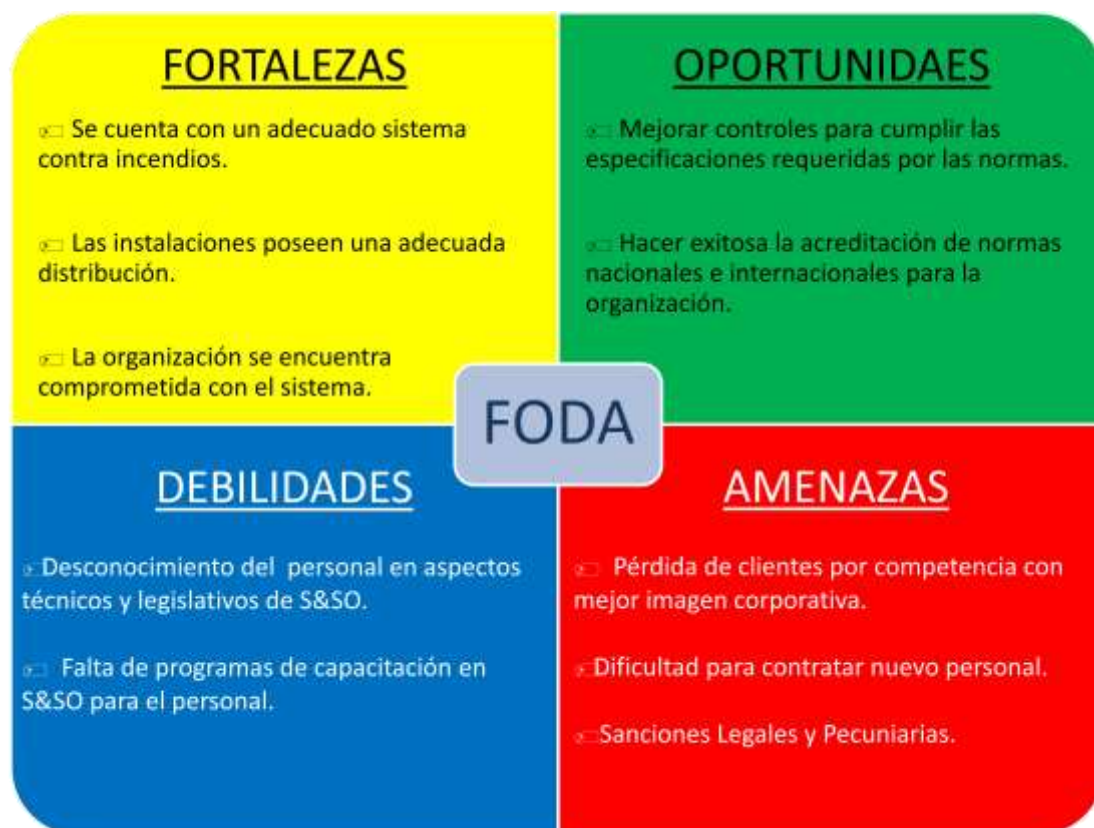 FORTALEZAS
Se cuenta con un adecuado sistema
contra incendios.
Las instalaciones poseen una adecuada
distribución.
La organización se encuentra
comprometida con el sistema.
OPORTUNIDAES
Mejorar controles para cumplir las
especificaciones requeridas por las normas.
Hacer exitosa la acreditación de normas
nacionales e internacionales para la
organización.
FODA
DEBILIDADES
Desconocimiento del personal en aspectos
técnicos y legislativos de S&SO.
Falta de programas de capacitación en
S&SO para el personal.
AMENAZAS
Pérdida de clientes por competencia con
mejor imagen corporativa.
Dificultad para contratar nuevo personal.
Sanciones Legales y Pecuniarias.